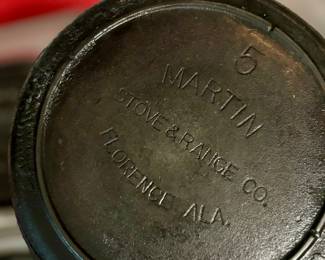 5
MARTIN
STOVE & RANGE CO.
FLORENCE ALA.